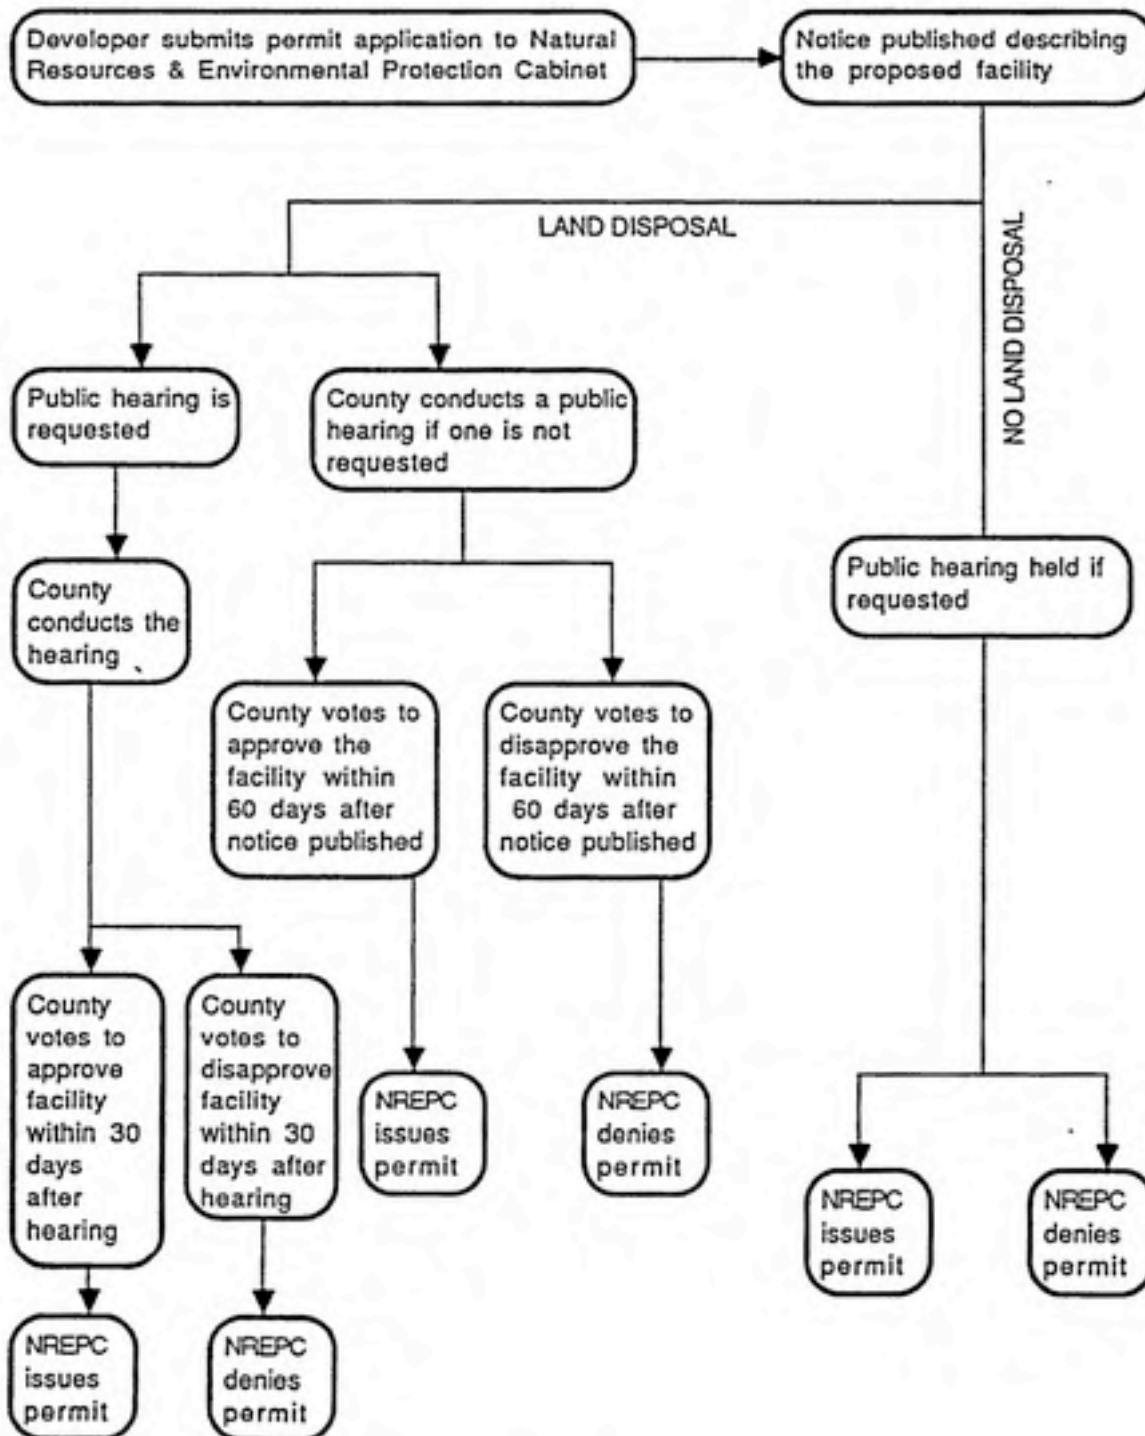 Developer submits permit application to Natural
Resources & Environmental Protection Cabinet
Notice published describing
the proposed facility
LAND DISPOSAL
NO LAND DISPOSAL
Public hearing is
requested
County conducts a public
hearing if one is not
requested
County
conducts the
hearing
Public hearing held if
requested
County votes to
approve the
facility within
60 days after
notice published
County votes to
disapprove the
facility within
60 days after
notice published
County
votes to
approve
facility
within 30
days
after
hearing
County
votes to
disapprove
facility
within 30
days after
hearing
NREPC
issues
permit
NREPC
denies
permit
NREPC
issues
permit
NREPC
denies
permit
NREPC
issues
permit
NREPC
denies
permit